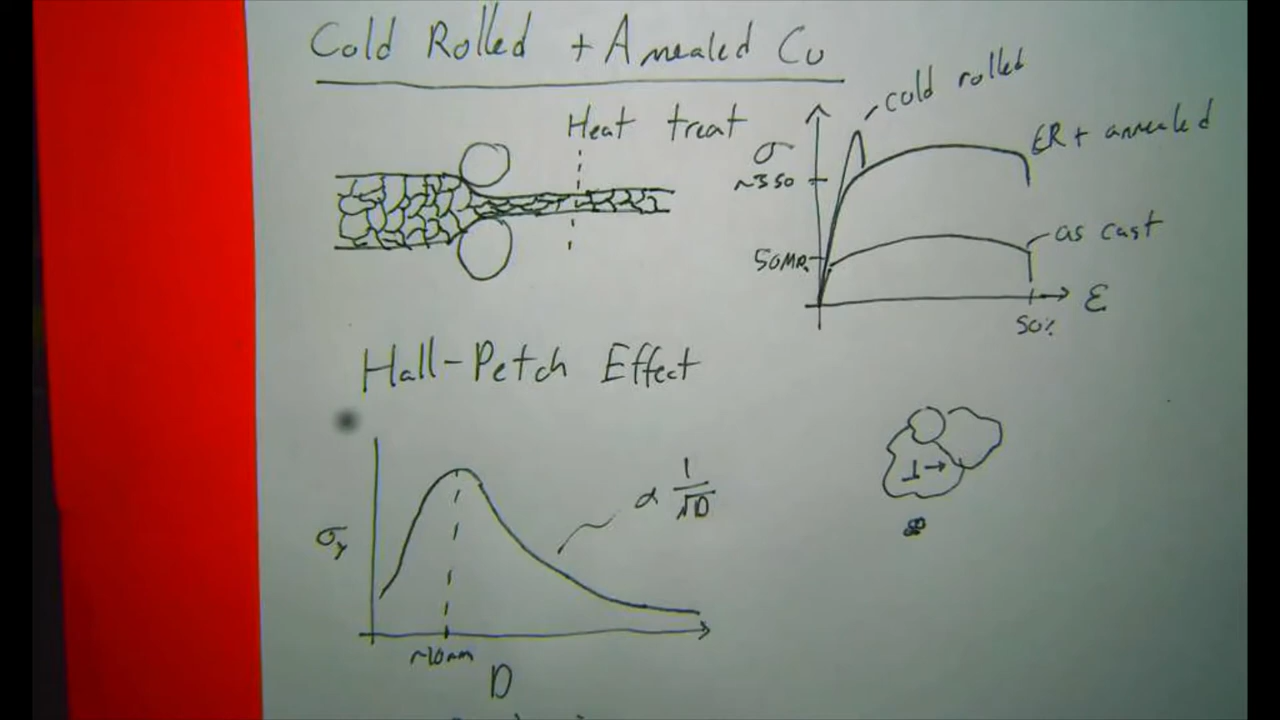 Cold Rolled + Annealed Cu
Heat treat
cold rolled
σ
~350
CR + annealed
50MPa
as cast
ε
50%
Hall-Petch Effect
α 1/√D
σy
~10nm
D
⊥→